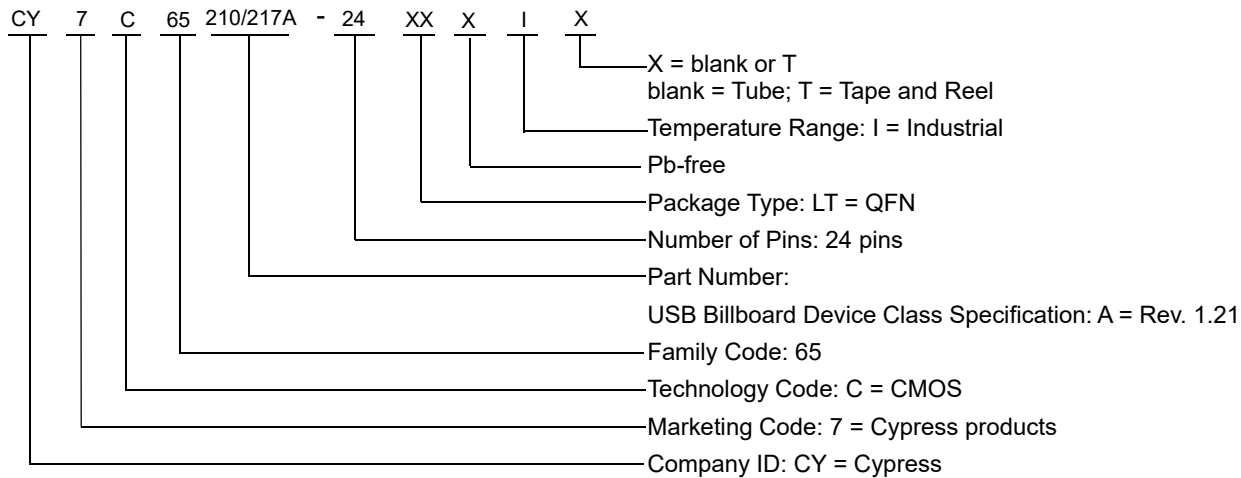 CY 7 C 65 210/217A - 24 XX X I X
X = blank or T
blank = Tube; T = Tape and Reel
Temperature Range: I = Industrial
Pb-free
Package Type: LT = QFN
Number of Pins: 24 pins
Part Number:
USB Billboard Device Class Specification: A = Rev. 1.21
Family Code: 65
Technology Code: C = CMOS
Marketing Code: 7 = Cypress products
Company ID: CY = Cypress